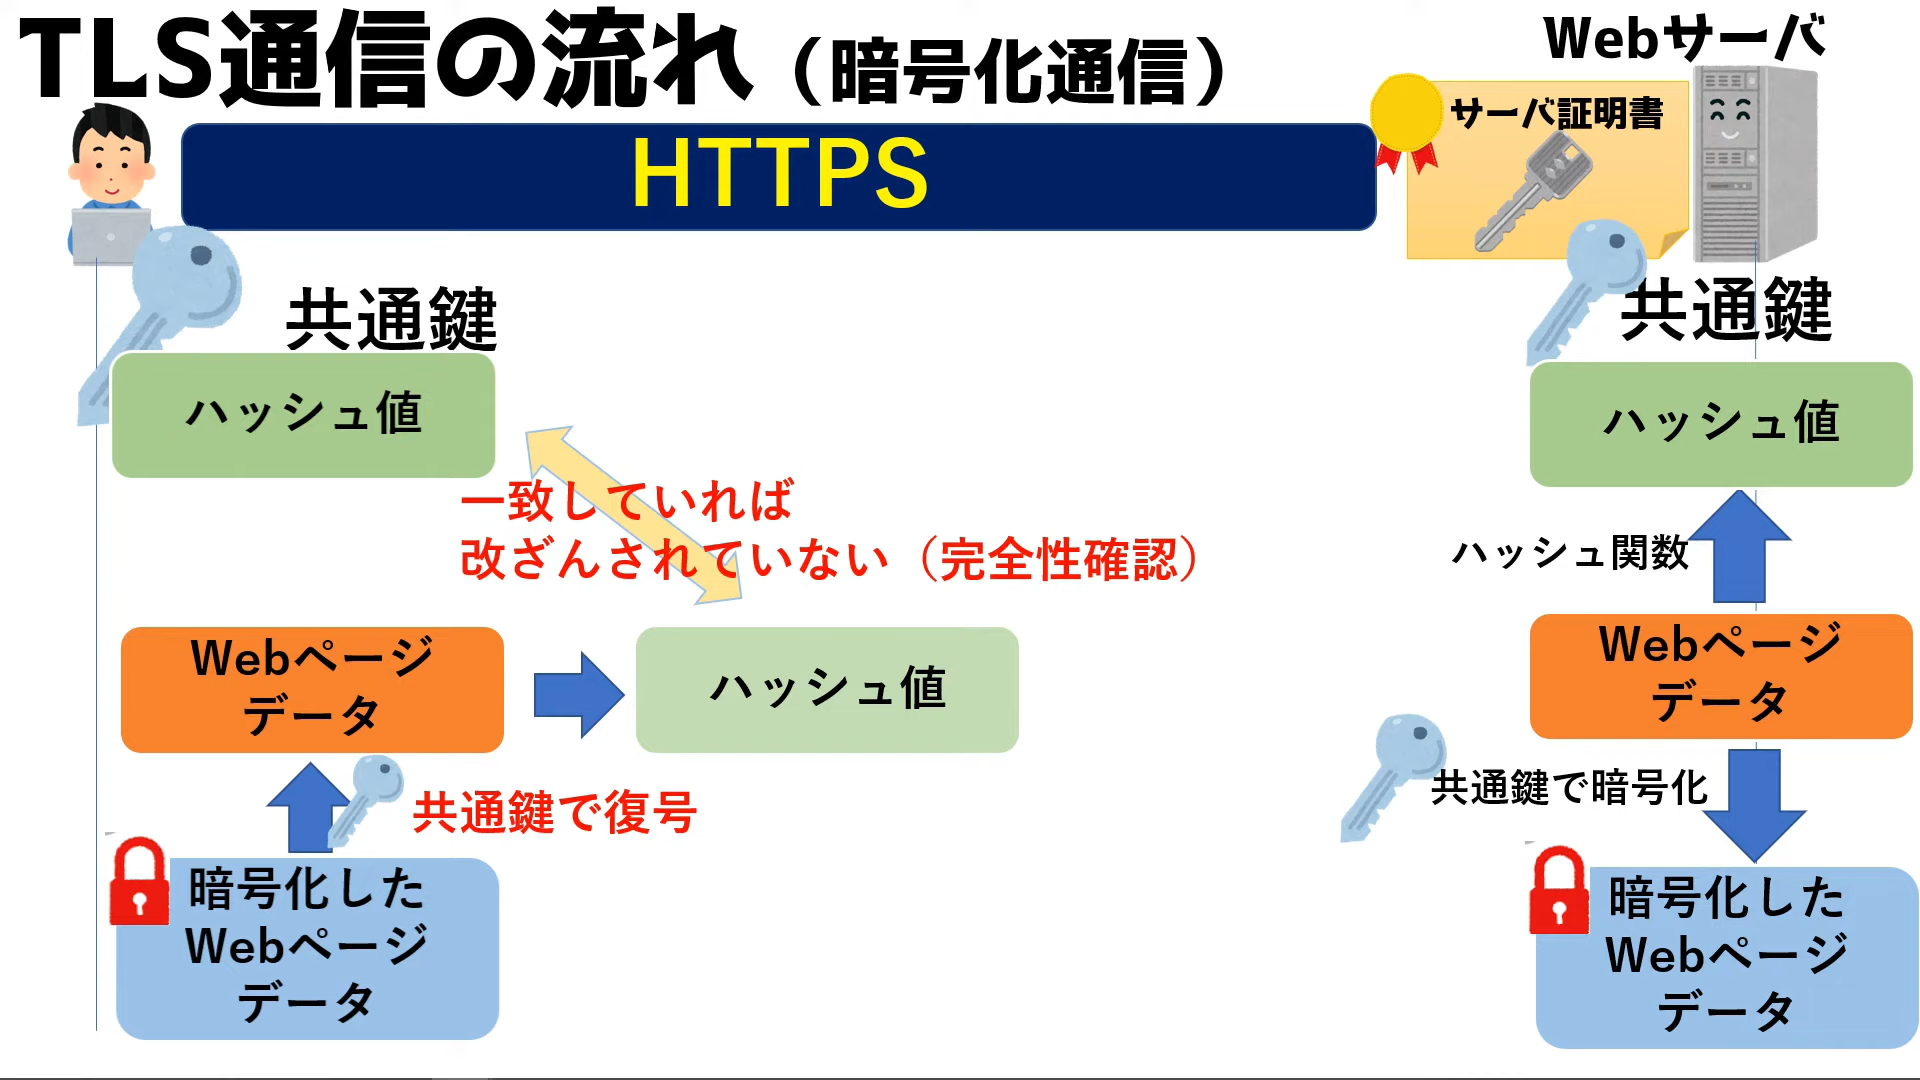 TLS通信の流れ（暗号化通信）
Webサーバ
サーバ証明書
HTTPS
共通鍵
共通鍵
ハッシュ値
ハッシュ値
一致していれば
改ざんされていない（完全性確認）
ハッシュ関数
Webページ
データ
ハッシュ値
Webページ
データ
共通鍵で復号
共通鍵で暗号化
暗号化した
Webページ
データ
暗号化した
Webページ
データ